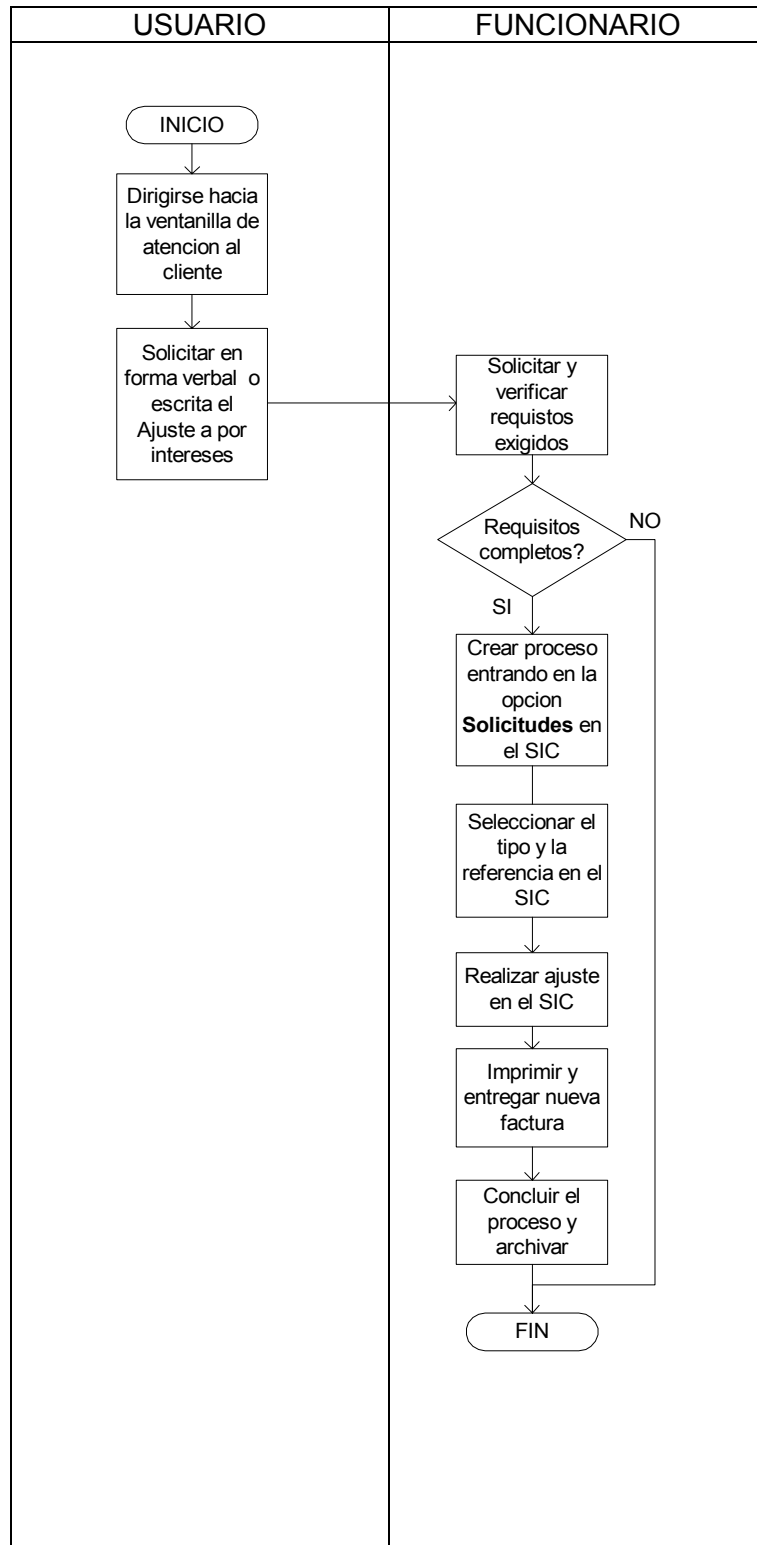 USUARIO
FUNCIONARIO
INICIO
Dirigirse hacia
la ventanilla de
atencion al
cliente
Solicitar en
forma verbal o
escrita el
Ajuste a por
intereses
Solicitar y
verificar
requistos
exigidos
Requisitos
completos?
NO
SI
Crear proceso
entrando en la
opcion
Solicitudes en
el SIC
Seleccionar el
tipo y la
referencia en el
SIC
Realizar ajuste
en el SIC
Imprimir y
entregar nueva
factura
Concluir el
proceso y
archivar
FIN